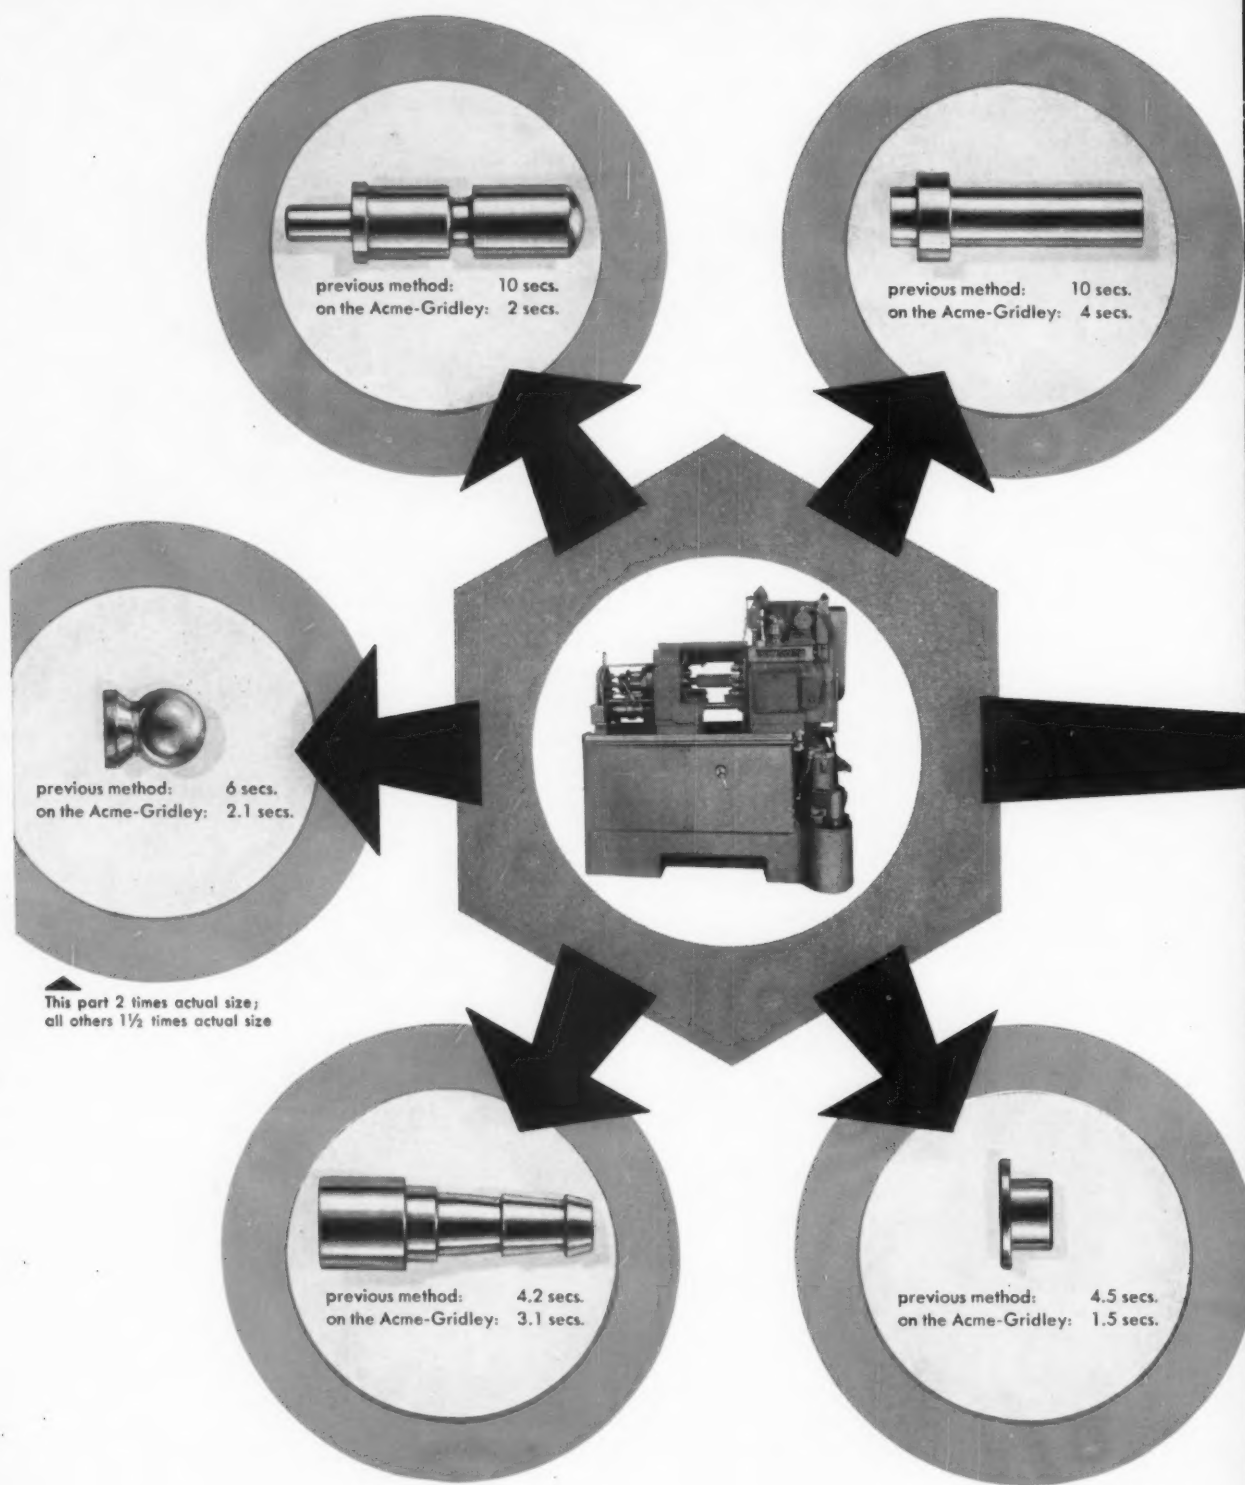 previous method: 10 secs.
on the Acme-Gridley: 2 secs.
previous method: 10 secs.
on the Acme-Gridley: 4 secs.
previous method: 6 secs.
on the Acme-Gridley: 2.1 secs.
This part 2 times actual size;
all others 1½ times actual size
previous method: 4.2 secs.
on the Acme-Gridley: 3.1 secs.
previous method: 4.5 secs.
on the Acme-Gridley: 1.5 secs.